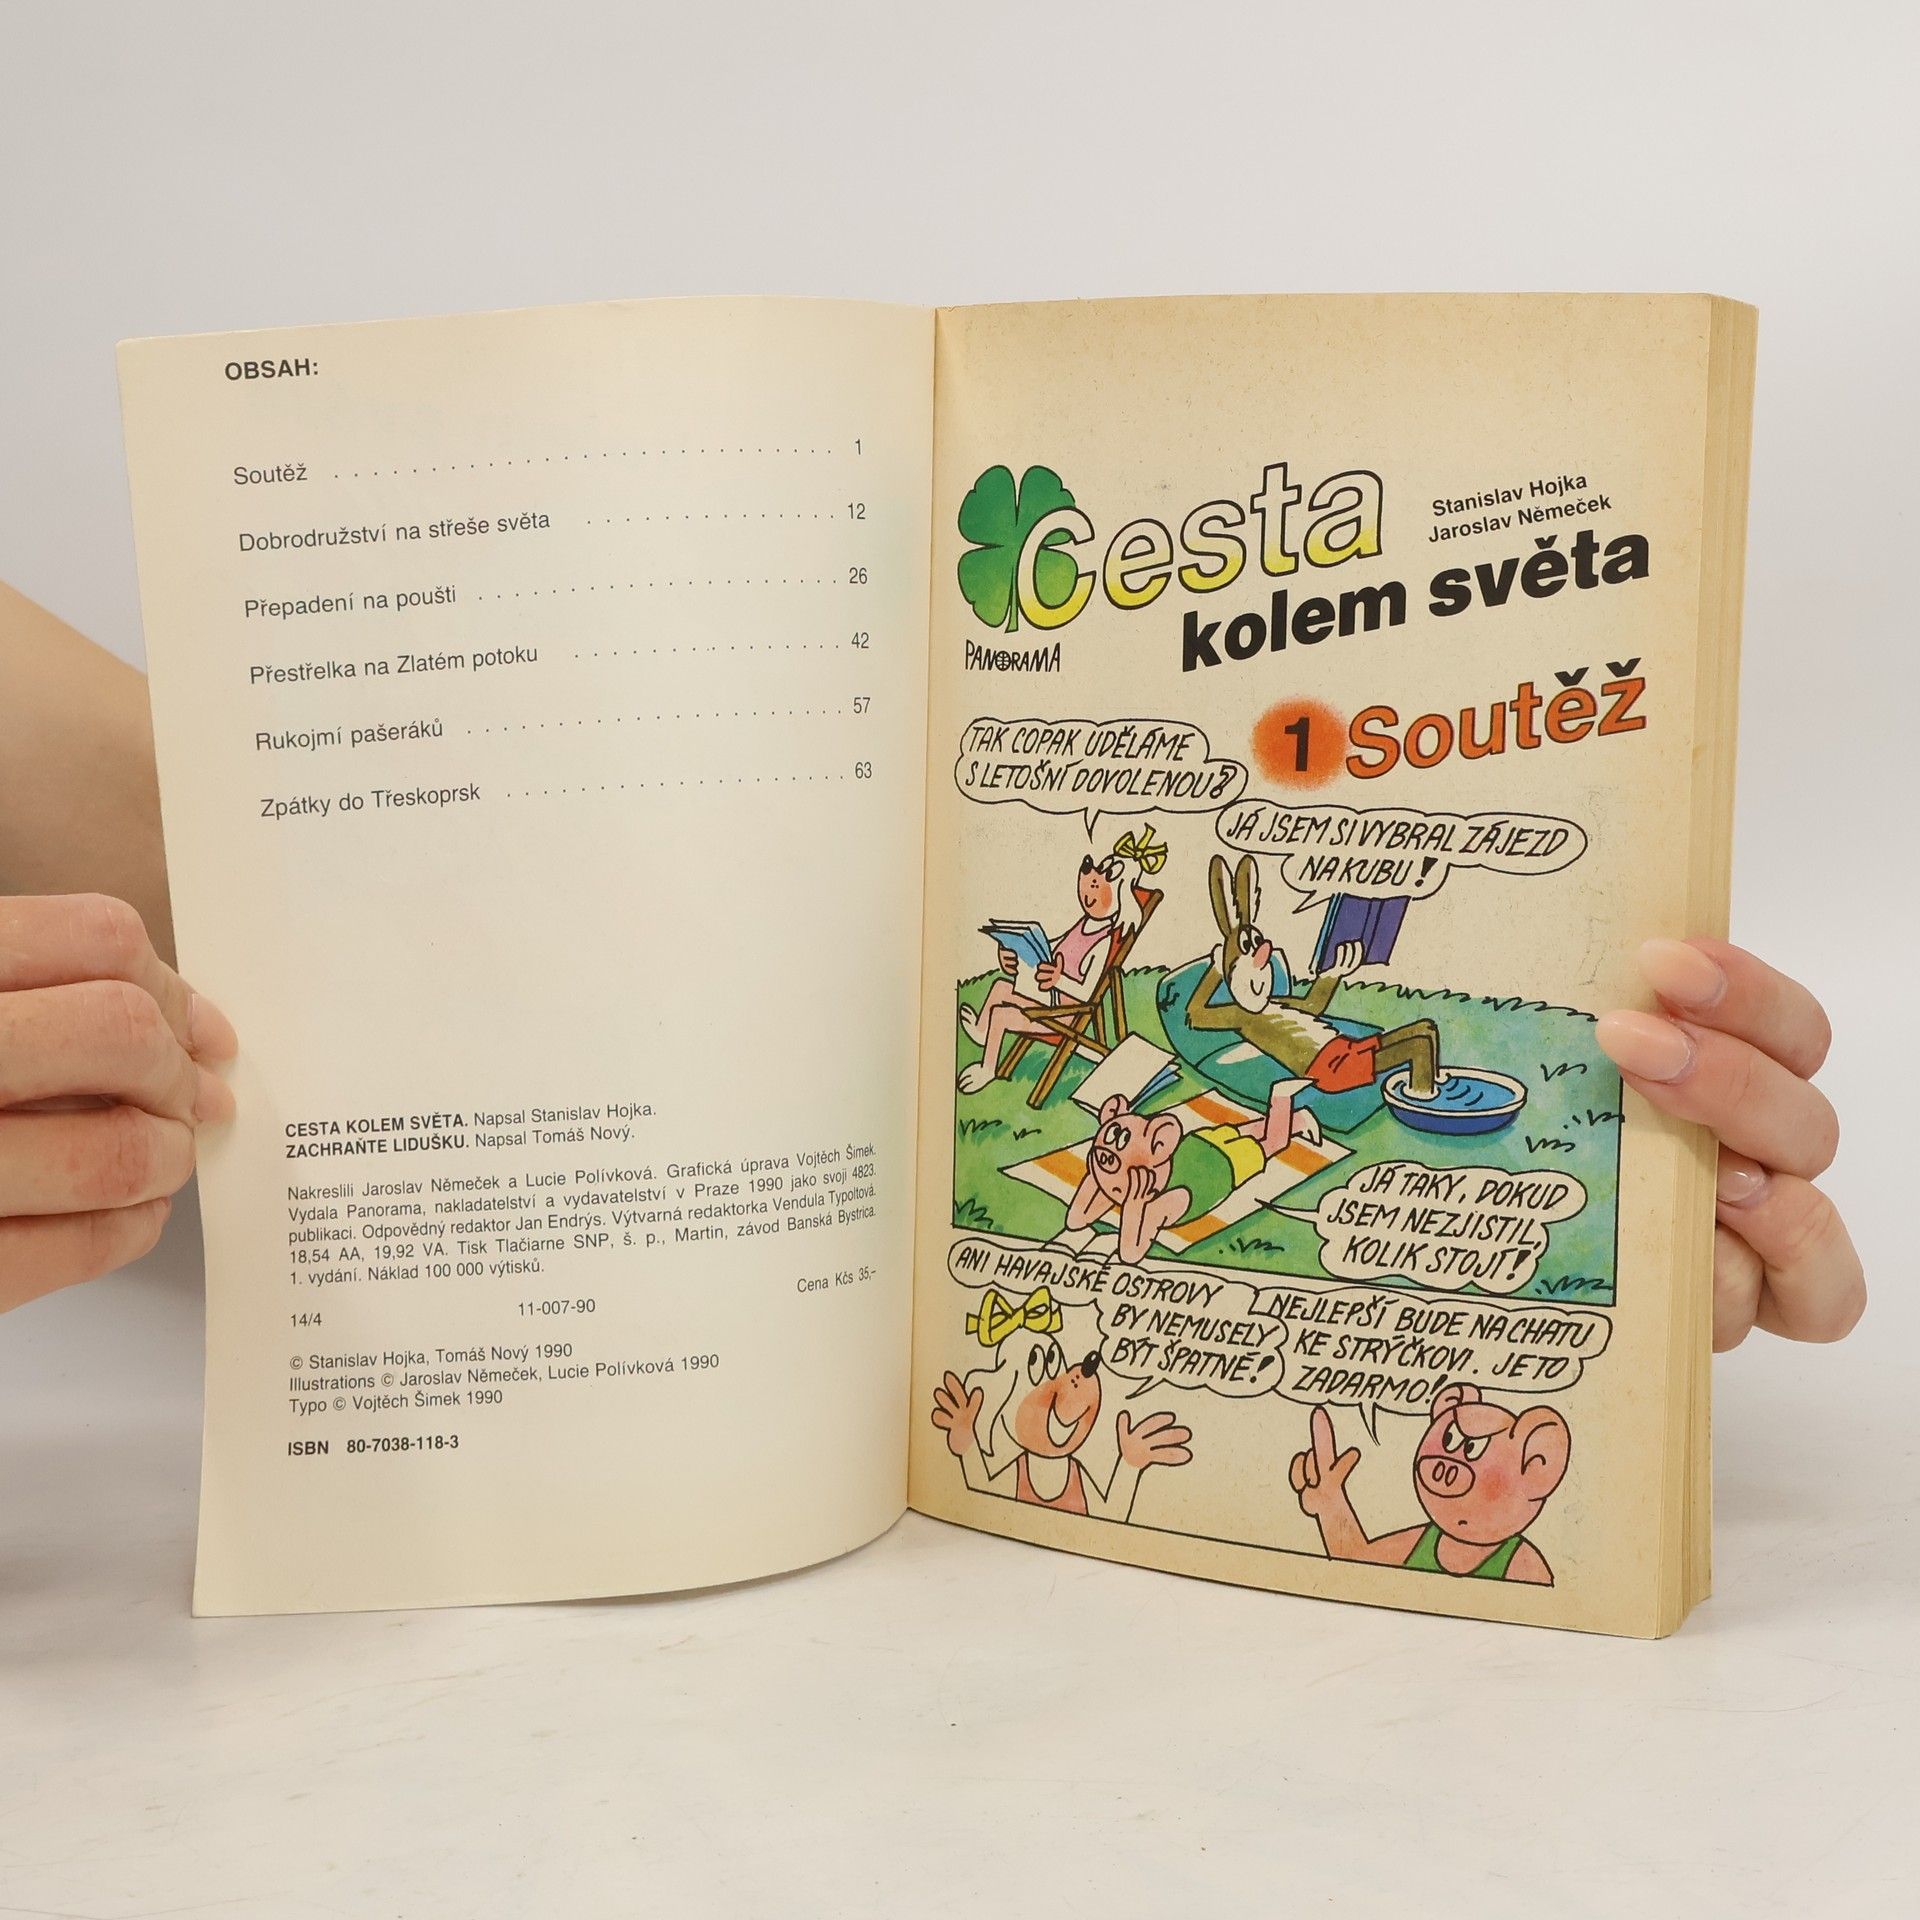 OBSAH:
Soutěž . . . . . . . . . . . . . . . . . . . . . . . . . . 1
Dobrodružství na střeše světa . . . . . . . . . . . . . 12
Přepadení na poušti . . . . . . . . . . . . . . . . . . . 26
Přestřelka na Zlatém potoku . . . . . . . . . . . . . . 42
Rukojmí pašeráků . . . . . . . . . . . . . . . . . . . . 57
Zpátky do Třeskoprsk . . . . . . . . . . . . . . . . . . 63
CESTA KOLEM SVĚTA. Napsal Stanislav Hojka.
ZACHRAŇTE LIDUŠKU. Napsal Tomáš Nový.
Nakreslili Jaroslav Němeček a Lucie Polívková. Grafická úprava Vojtěch Šimek.
Vydala Panorama, nakladatelství a vydavatelství v Praze 1990 jako svoji 4823.
publikaci. Odpovědný redaktor Jan Endrýs. Výtvarná redaktorka Vendula Typoltová.
18,54 AA, 19,92 VA. Tisk Tlačiarne SNP, š. p., Martin, závod Banská Bystrica.
1. vydání. Náklad 100 000 výtisků.
Cena Kčs 35,–
14/4 11-007-90
© Stanislav Hojka, Tomáš Nový 1990
Illustrations © Jaroslav Němeček, Lucie Polívková 1990
Typo © Vojtěch Šimek 1990
ISBN 80-7038-118-3
Cesta
Stanislav Hojka
Jaroslav Němeček
kolem světa
PANORAMA
1 Soutěž
TAK COPAK UDĚLÁME
S LETOŠNÍ DOVOLENOU?
JÁ JSEM SI VYBRAL ZÁJEZD
NA KUBU!
JÁ TAKY, DOKUD
JSEM NEZJISTIL,
KOLIK STOJÍ!
ANI HAVAJSKÉ OSTROVY
BY NEMUSELY
BÝT ŠPATNÉ!
NEJLEPŠÍ BUDE NA CHATU
KE STRÝČKOVI. JE TO
ZADARMO!